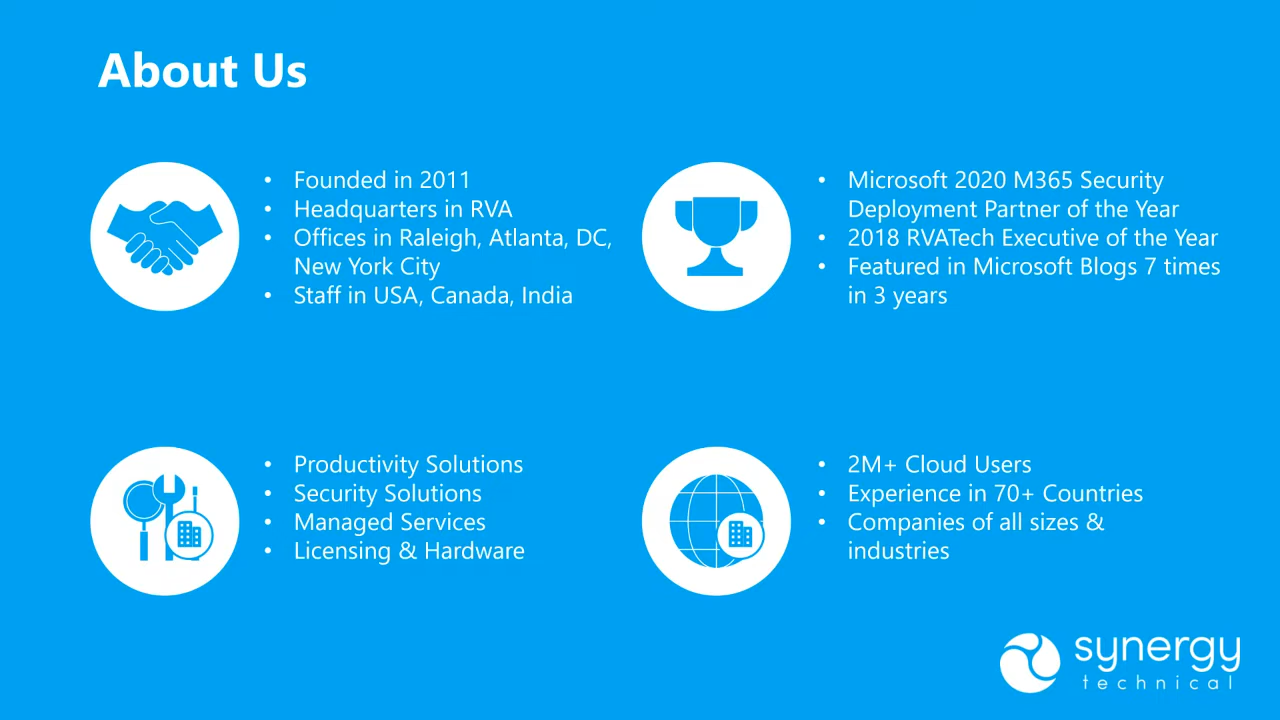 About Us
• Founded in 2011
• Headquarters in RVA
• Offices in Raleigh, Atlanta, DC,
New York City
• Staff in USA, Canada, India
• Microsoft 2020 M365 Security
Deployment Partner of the Year
• 2018 RVATech Executive of the Year
• Featured in Microsoft Blogs 7 times
in 3 years
• Productivity Solutions
• Security Solutions
• Managed Services
• Licensing & Hardware
• 2M+ Cloud Users
• Experience in 70+ Countries
• Companies of all sizes &
industries
synergy
technical